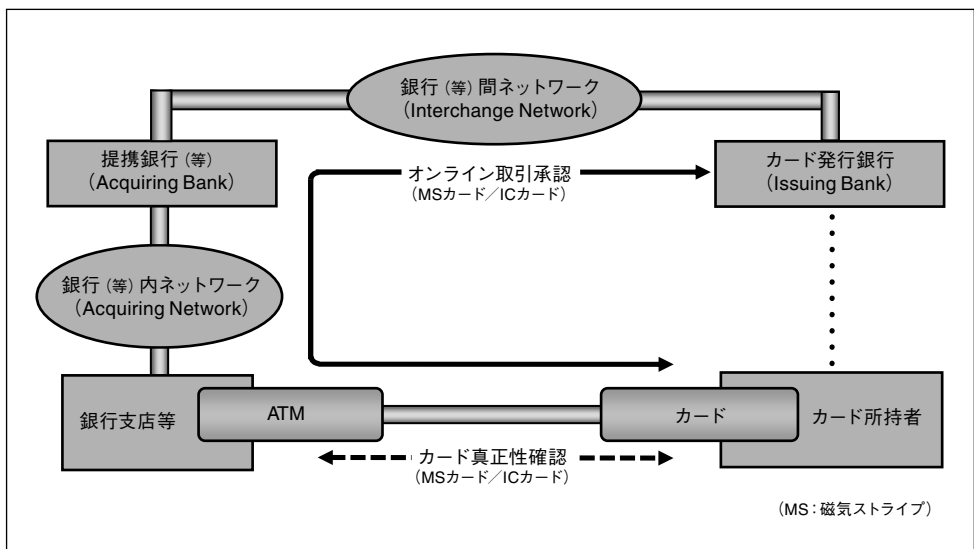 銀行（等）間ネットワーク
（Interchange Network）
提携銀行（等）
（Acquiring Bank）
カード発行銀行
（Issuing Bank）
オンライン取引承認
（MSカード／ICカード）
銀行（等）内ネットワーク
（Acquiring Network）
銀行支店等
ATM
カード
カード所持者
カード真正性確認
（MSカード／ICカード）
（MS：磁気ストライプ）